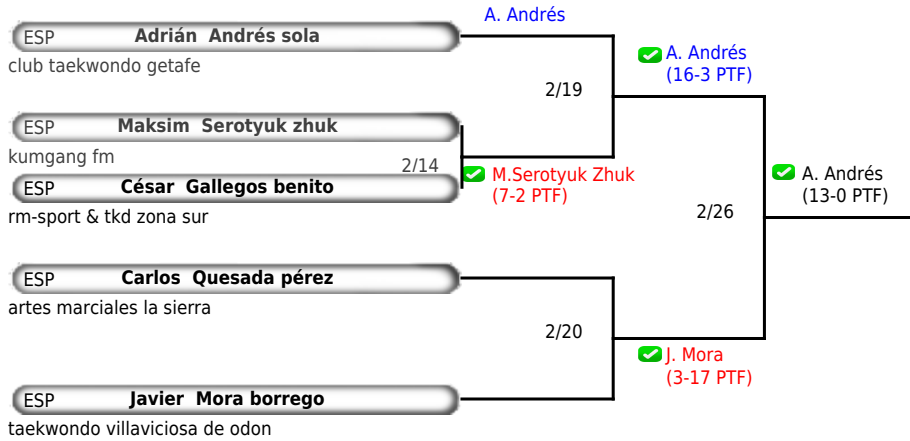 A. Andrés
ESP Adrián Andrés sola
club taekwondo getafe
A. Andrés
(16-3 PTF)
2/19
ESP Maksim Serotyuk zhuk
kumgang fm
2/14
M.Serotyuk Zhuk
(7-2 PTF)
ESP César Gallegos benito
rm-sport & tkd zona sur
A. Andrés
(13-0 PTF)
2/26
ESP Carlos Quesada pérez
artes marciales la sierra
2/20
J. Mora
(3-17 PTF)
ESP Javier Mora borrego
taekwondo villaviciosa de odon